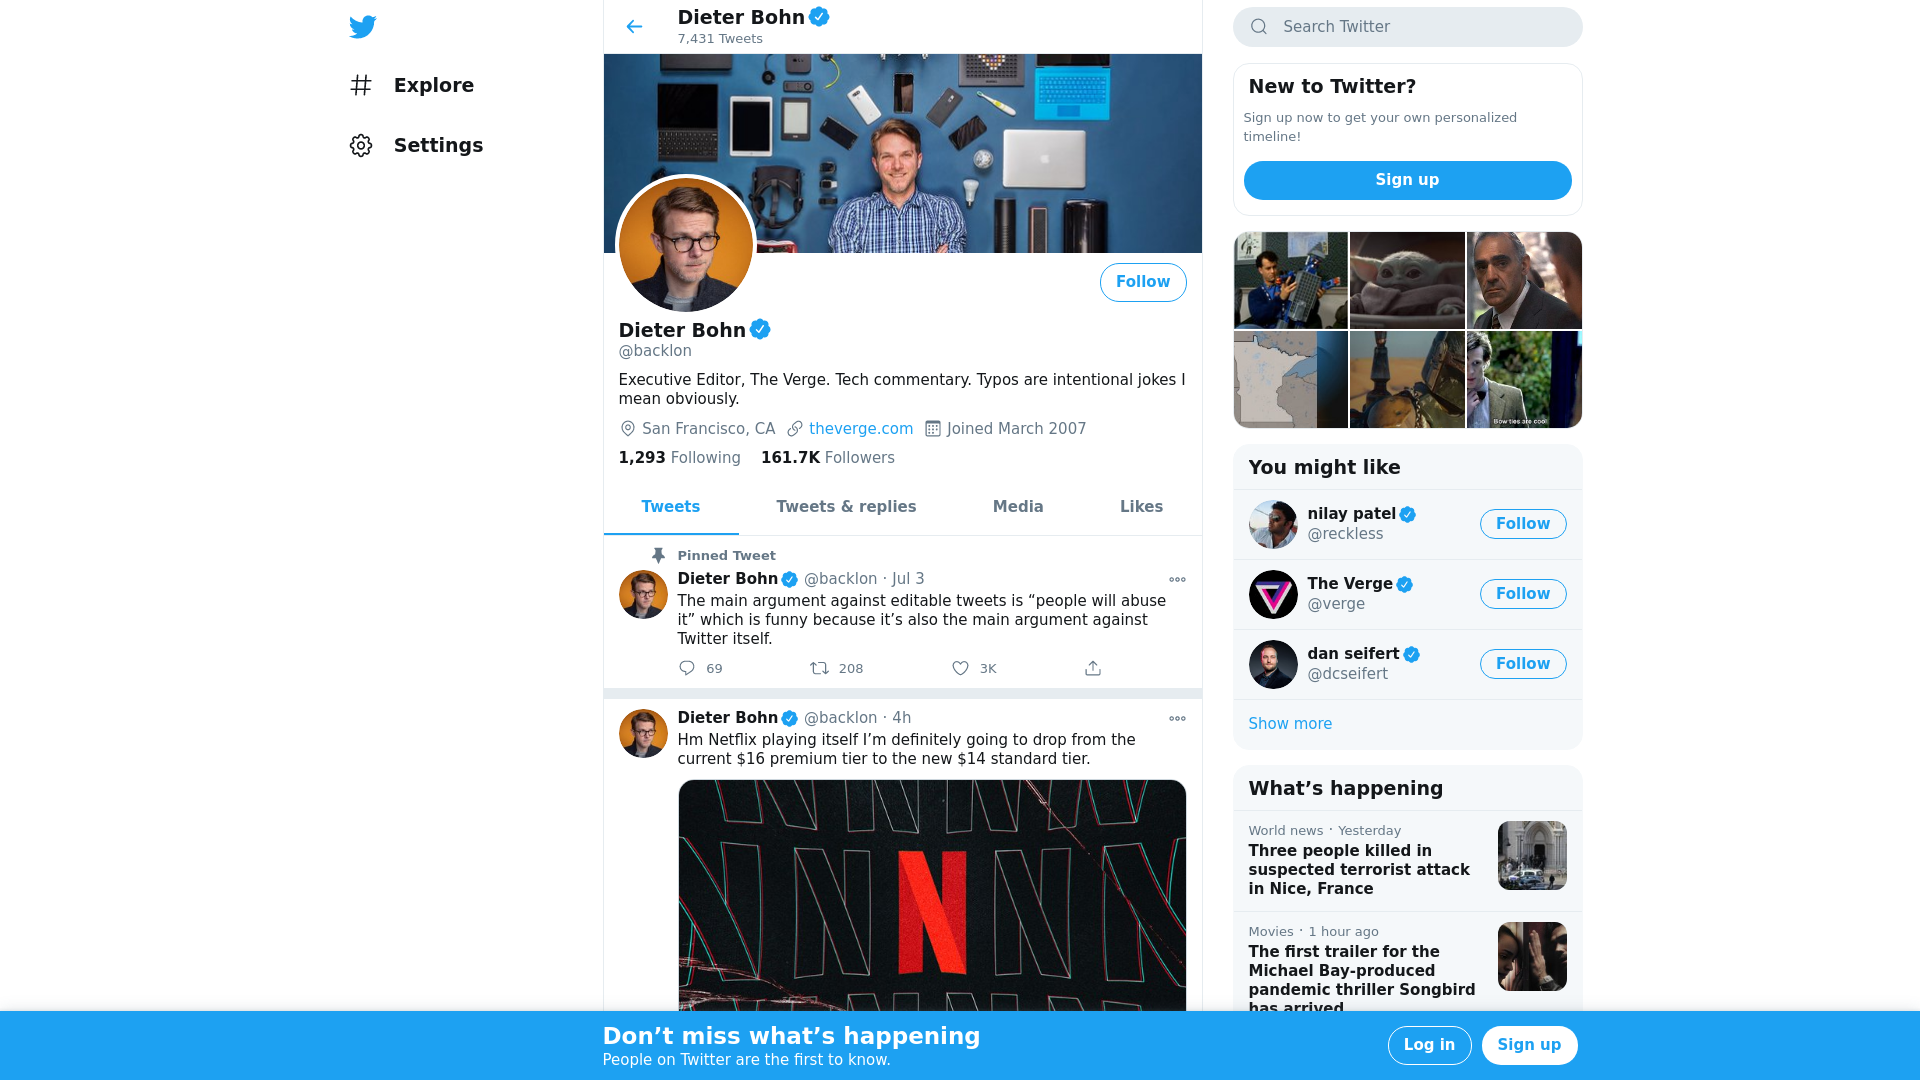 Explore
Settings
Dieter Bohn
7,431 Tweets
Follow
Dieter Bohn
@backlon
Executive Editor, The Verge. Tech commentary. Typos are intentional jokes I
mean obviously.
San Francisco, CA theverge.com Joined March 2007
1,293 Following 161.7K Followers
Tweets Tweets & replies Media Likes
Pinned Tweet
Dieter Bohn @backlon · Jul 3
The main argument against editable tweets is “people will abuse
it” which is funny because it’s also the main argument against
Twitter itself.
69 208 3K
Dieter Bohn @backlon · 4h
Hm Netflix playing itself I’m definitely going to drop from the
current $16 premium tier to the new $14 standard tier.
N
Search Twitter
New to Twitter?
Sign up now to get your own personalized
timeline!
Sign up
Bow ties are cool
You might like
nilay patel
@reckless
Follow
The Verge
@verge
Follow
dan seifert
@dcseifert
Follow
Show more
What’s happening
World news · Yesterday
Three people killed in
suspected terrorist attack
in Nice, France
Movies · 1 hour ago
The first trailer for the
Michael Bay-produced
pandemic thriller Songbird
has arrived
Don’t miss what’s happening
People on Twitter are the first to know.
Log in Sign up